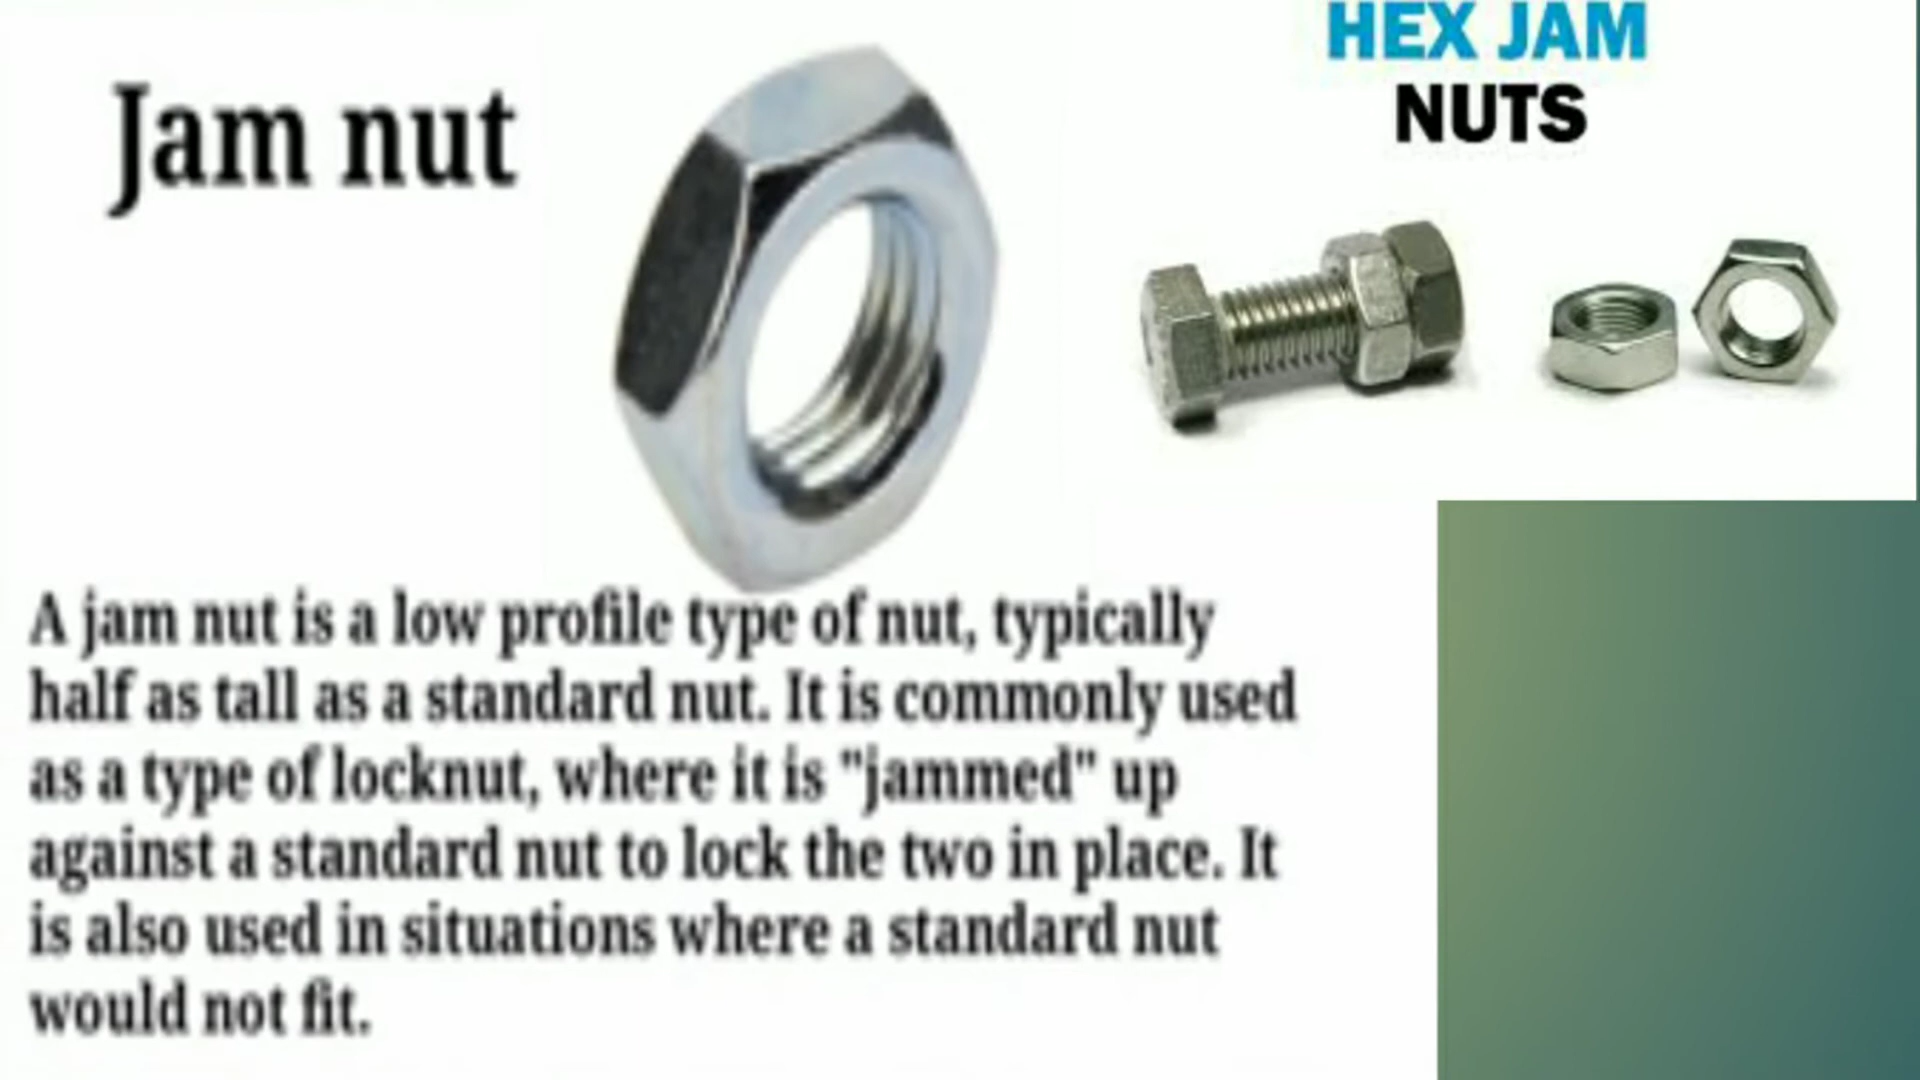 Jam nut
HEX JAM
NUTS
A jam nut is a low profile type of nut, typically
half as tall as a standard nut. It is commonly used
as a type of locknut, where it is "jammed" up
against a standard nut to lock the two in place. It
is also used in situations where a standard nut
would not fit.